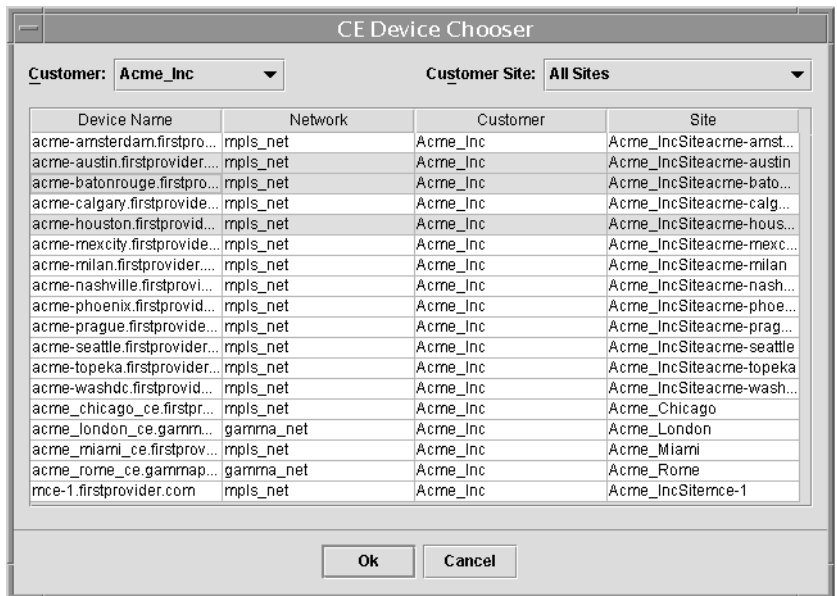 CE Device Chooser
Customer: Acme_Inc Customer Site: All Sites
Device Name Network Customer Site
acme-amsterdam.firstpro... mpls_net Acme_Inc Acme_IncSiteacme-amst...
acme-austin.firstprovider.... mpls_net Acme_Inc Acme_IncSiteacme-austin
acme-batonrouge.firstpro... mpls_net Acme_Inc Acme_IncSiteacme-bato...
acme-calgary.firstprovide... mpls_net Acme_Inc Acme_IncSiteacme-calg...
acme-houston.firstprovid... mpls_net Acme_Inc Acme_IncSiteacme-hous...
acme-mexcity.firstprovide... mpls_net Acme_Inc Acme_IncSiteacme-mexc...
acme-milan.firstprovider.... mpls_net Acme_Inc Acme_IncSiteacme-milan
acme-nashville.firstprovi... mpls_net Acme_Inc Acme_IncSiteacme-nash...
acme-phoenix.firstprovid... mpls_net Acme_Inc Acme_IncSiteacme-phoe...
acme-prague.firstprovide... mpls_net Acme_Inc Acme_IncSiteacme-prag...
acme-seattle.firstprovider... mpls_net Acme_Inc Acme_IncSiteacme-seattle
acme-topeka.firstprovider... mpls_net Acme_Inc Acme_IncSiteacme-topeka
acme-washdc.firstprovid... mpls_net Acme_Inc Acme_IncSiteacme-wash...
acme_chicago_ce.firstpr... mpls_net Acme_Inc Acme_Chicago
acme_london_ce.gamm... gamma_net Acme_Inc Acme_London
acme_miami_ce.firstprov... mpls_net Acme_Inc Acme_Miami
acme_rome_ce.gammap... gamma_net Acme_Inc Acme_Rome
mce-1.firstprovider.com mpls_net Acme_Inc Acme_IncSitemce-1
Ok Cancel